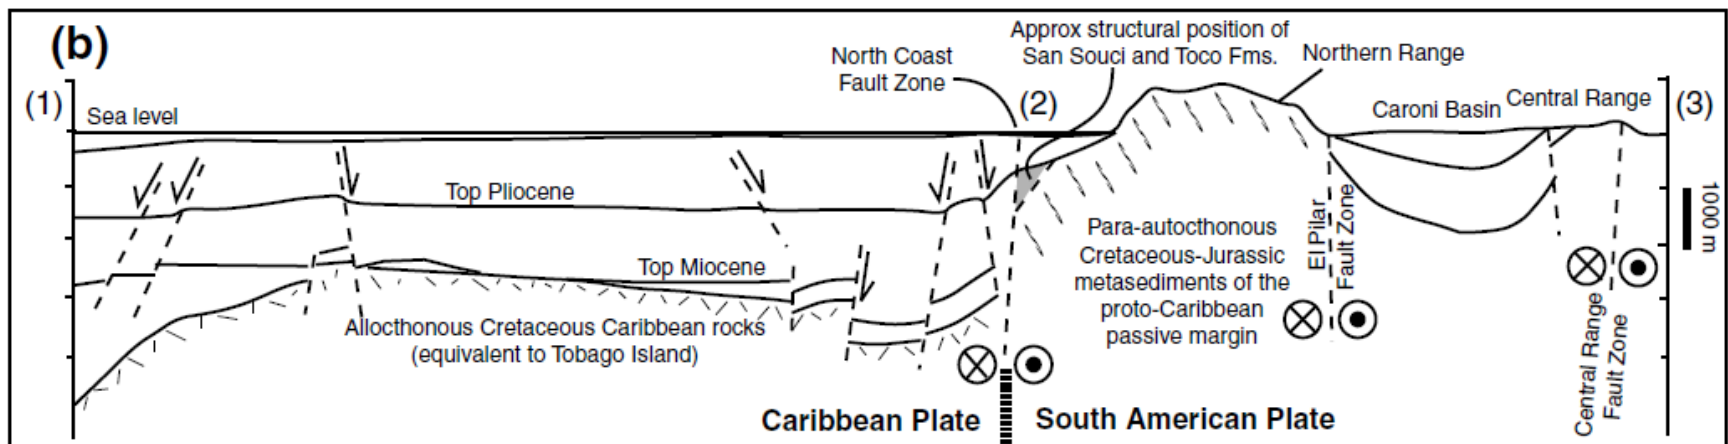 (b)
Approx structural position of
San Souci and Toco Fms.
North Coast
Fault Zone
Northern Range
(1)
Sea level
(2)
Caroni Basin
Central Range
(3)
Top Pliocene
1000 m
Para-autocthonous
Cretaceous-Jurassic
metasediments of the
proto-Caribbean
passive margin
El Pilar
Fault Zone
Top Miocene
Allocthonous Cretaceous Caribbean rocks
(equivalent to Tobago Island)
Central Range
Fault Zone
Caribbean Plate
South American Plate